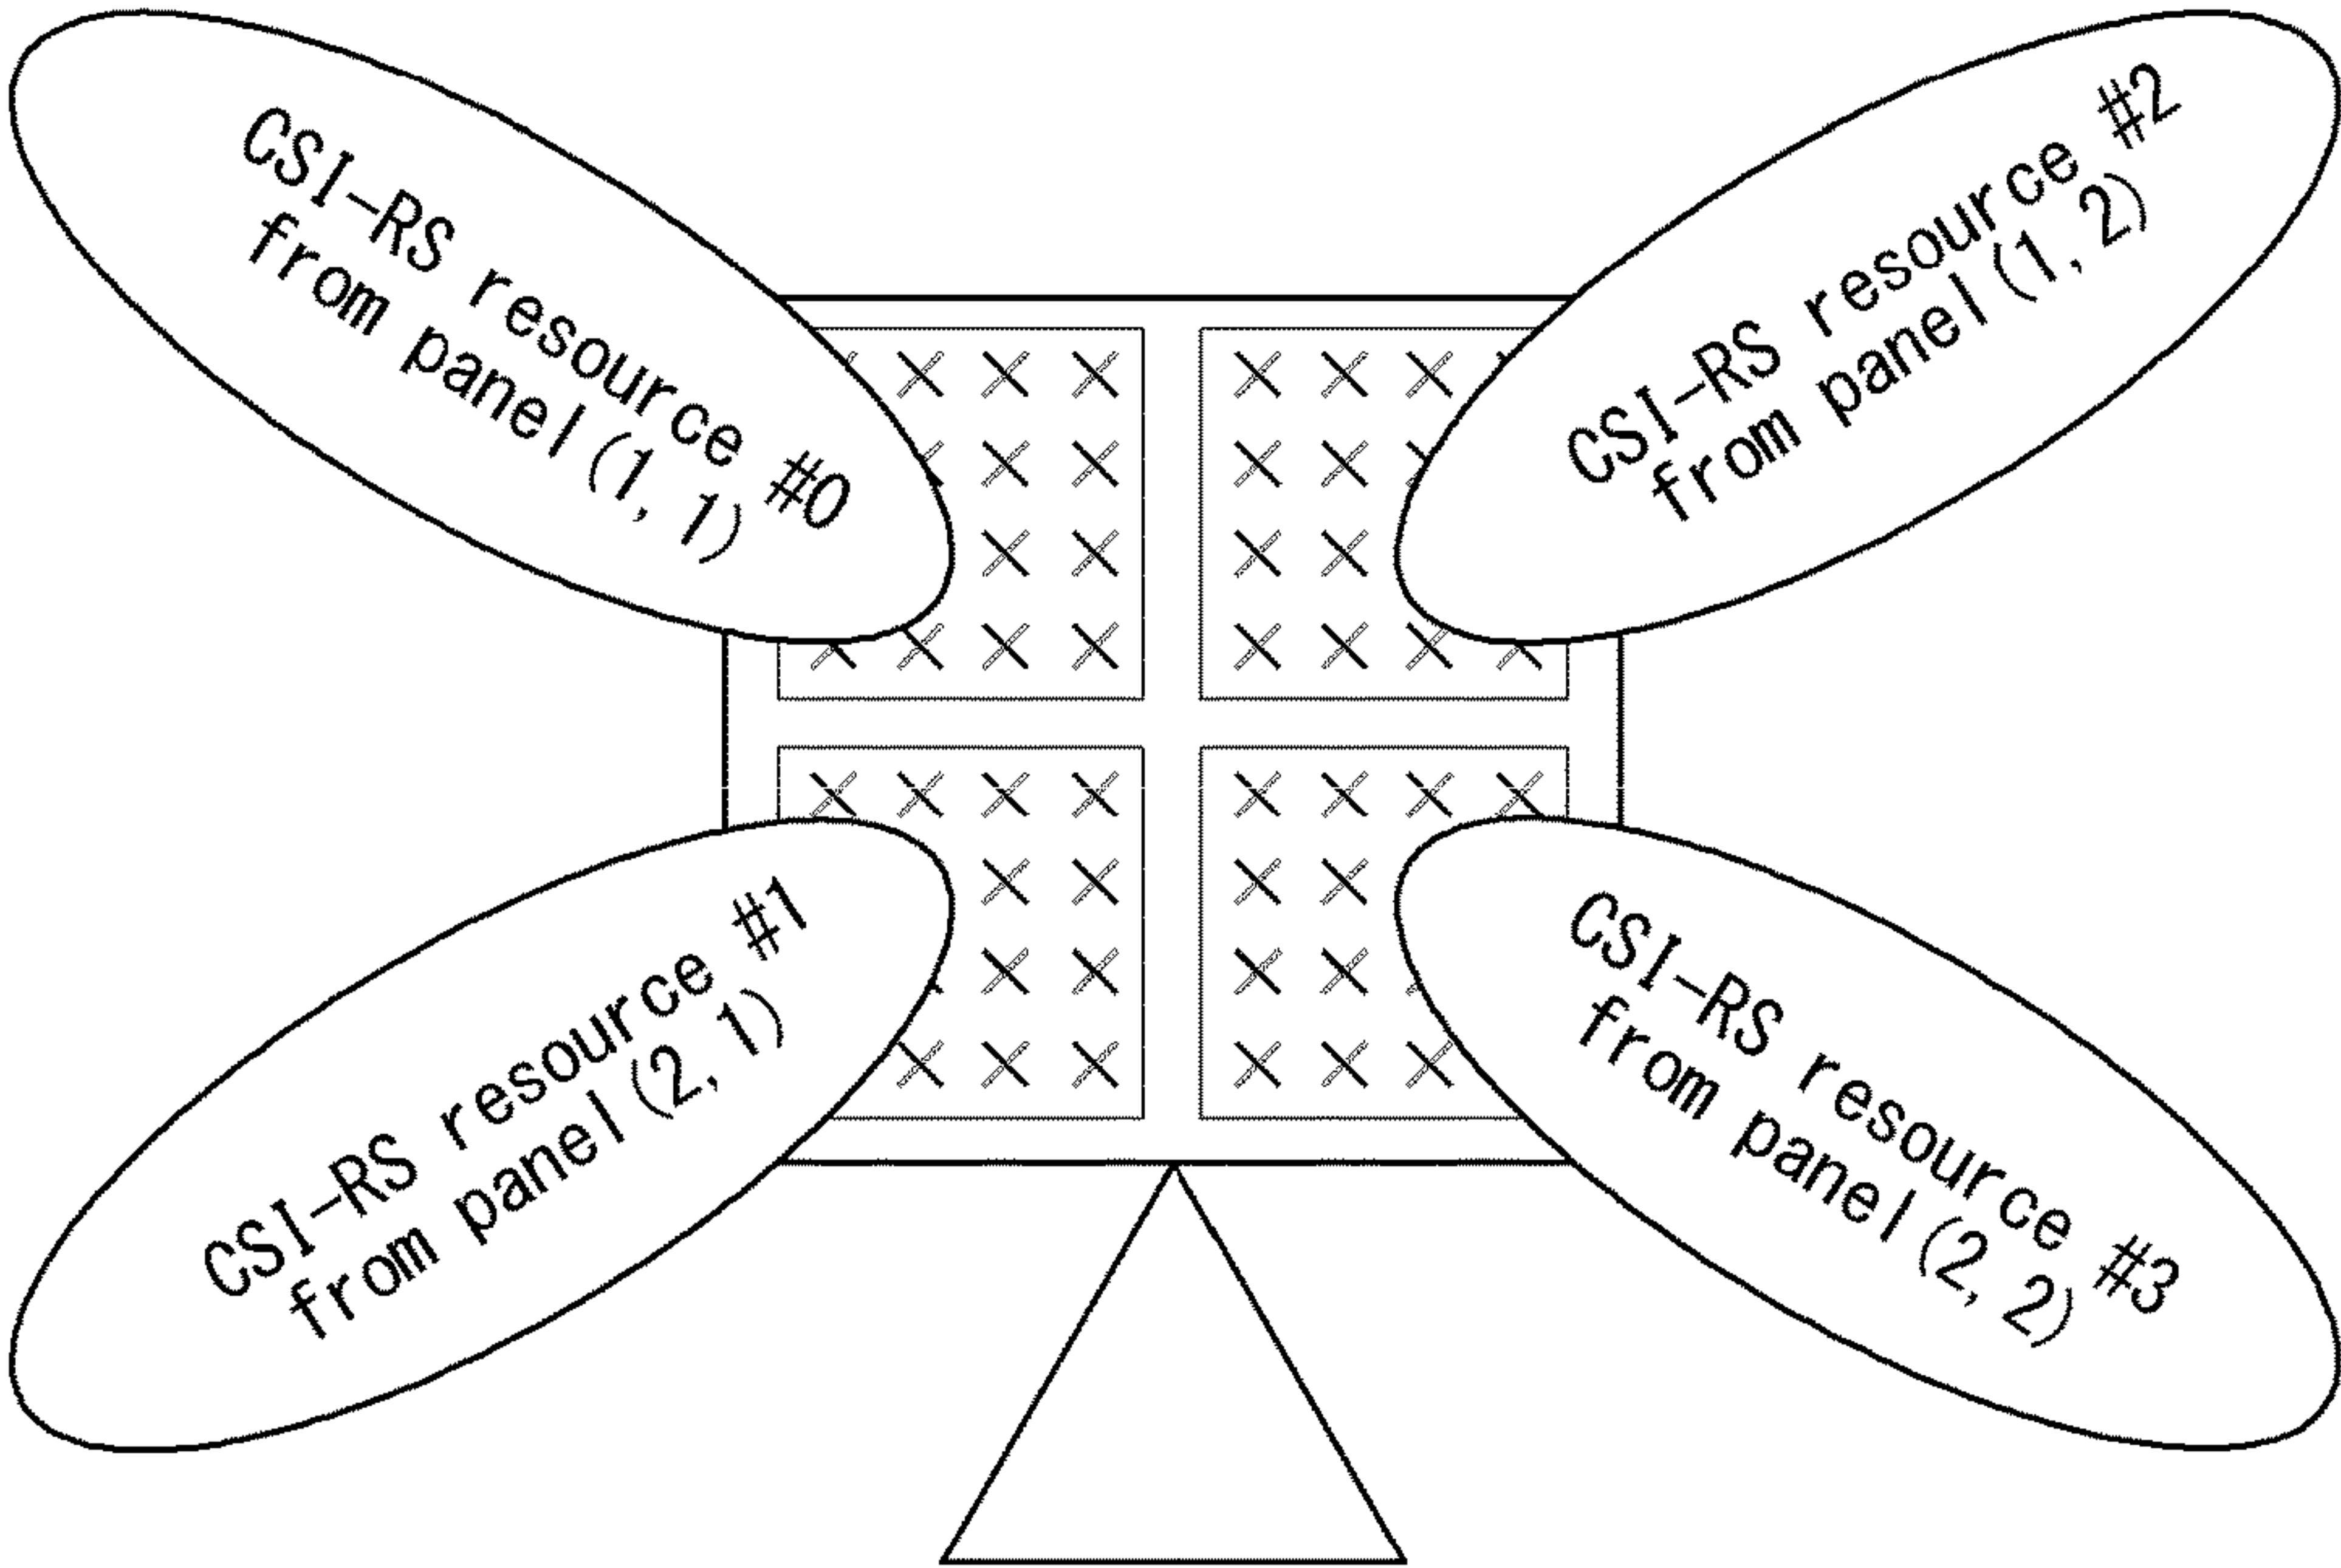 CSI-RS resource #0
from panel (1, 1)
CSI-RS resource #2
from panel (1, 2)
CSI-RS resource #1
from panel (2, 1)
CSI-RS resource #3
from panel (2, 2)